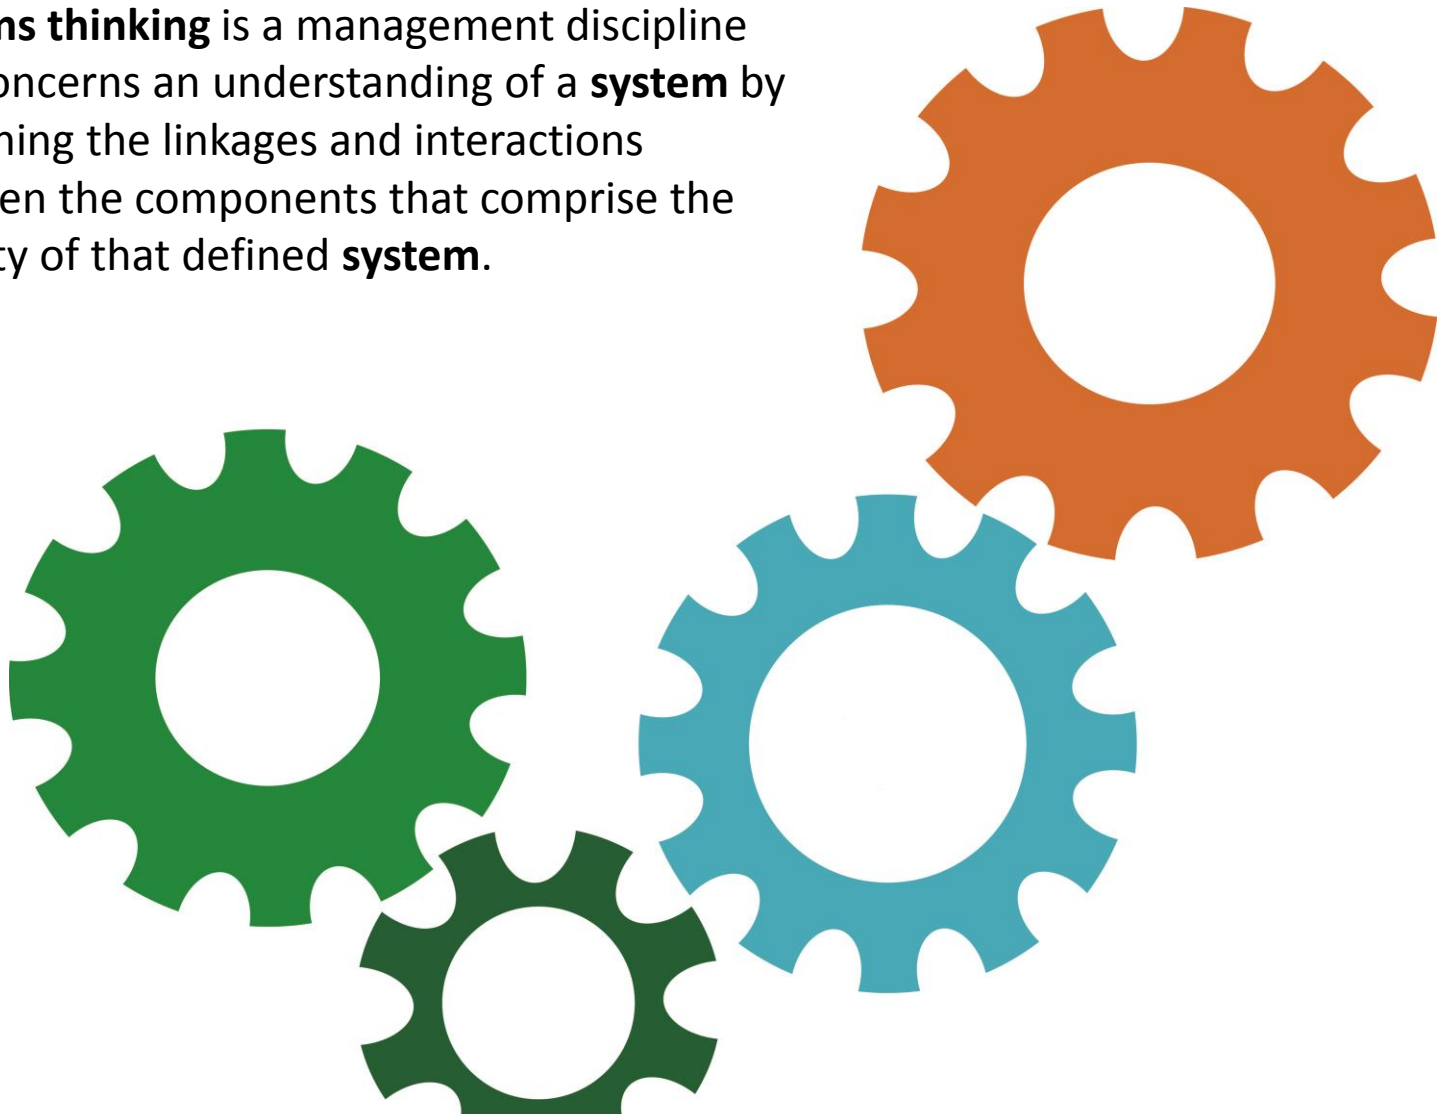 ns thinking is a management discipline
oncerns an understanding of a system by
ning the linkages and interactions
en the components that comprise the
ty of that defined system.